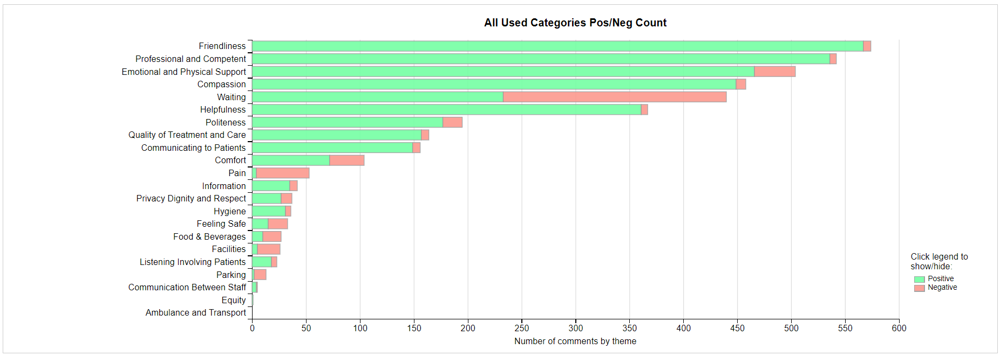 All Used Categories Pos/Neg Count
Friendliness
Professional and Competent
Emotional and Physical Support
Compassion
Waiting
Helpfulness
Politeness
Quality of Treatment and Care
Communicating to Patients
Comfort
Pain
Information
Privacy Dignity and Respect
Hygiene
Feeling Safe
Food & Beverages
Facilities
Listening Involving Patients
Parking
Communication Between Staff
Equity
Ambulance and Transport
0 50 100 150 200 250 300 350 400 450 500 550 600
Number of comments by theme
Click legend to
show/hide:
Positive
Negative